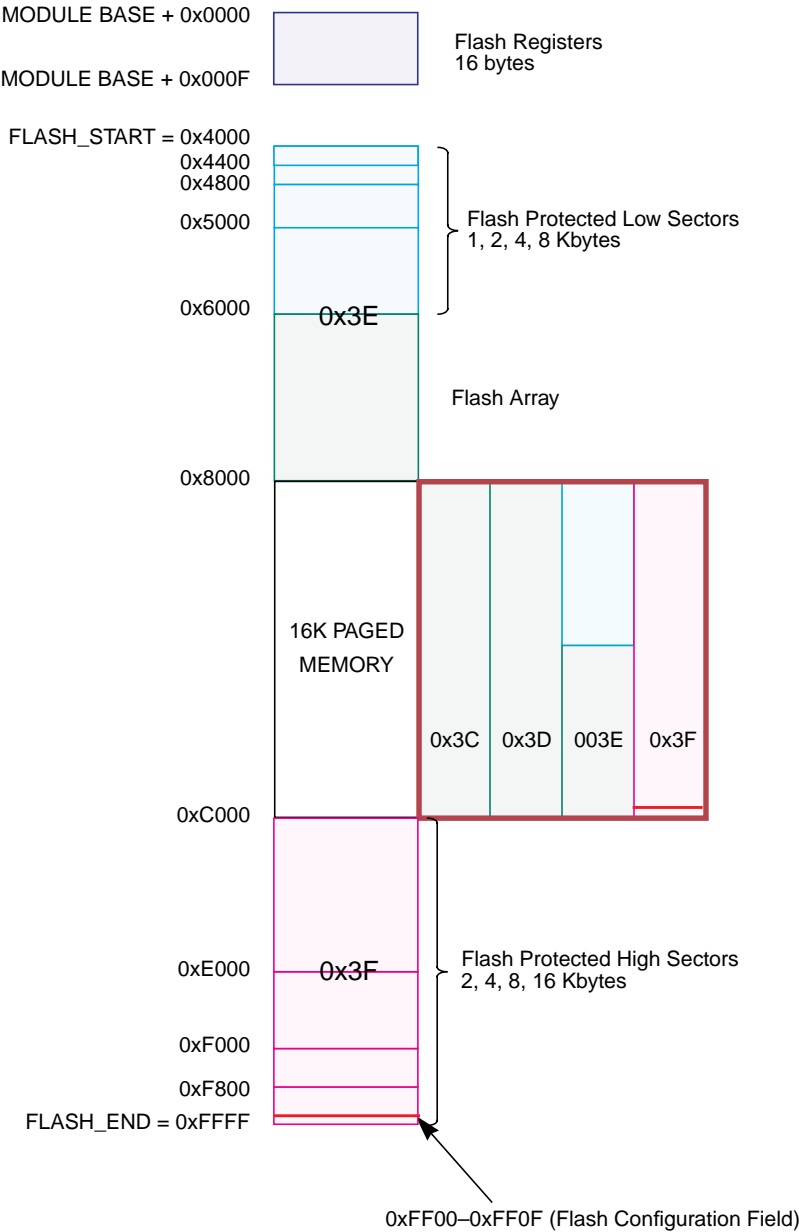 MODULE BASE + 0x0000
Flash Registers
16 bytes
MODULE BASE + 0x000F
FLASH_START = 0x4000
0x4400
0x4800
0x5000
Flash Protected Low Sectors
1, 2, 4, 8 Kbytes
0x6000
0x3E
Flash Array
0x8000
16K PAGED
MEMORY
0x3C
0x3D
003E
0x3F
0xC000
0xE000
0x3F
Flash Protected High Sectors
2, 4, 8, 16 Kbytes
0xF000
0xF800
FLASH_END = 0xFFFF
0xFF00–0xFF0F (Flash Configuration Field)